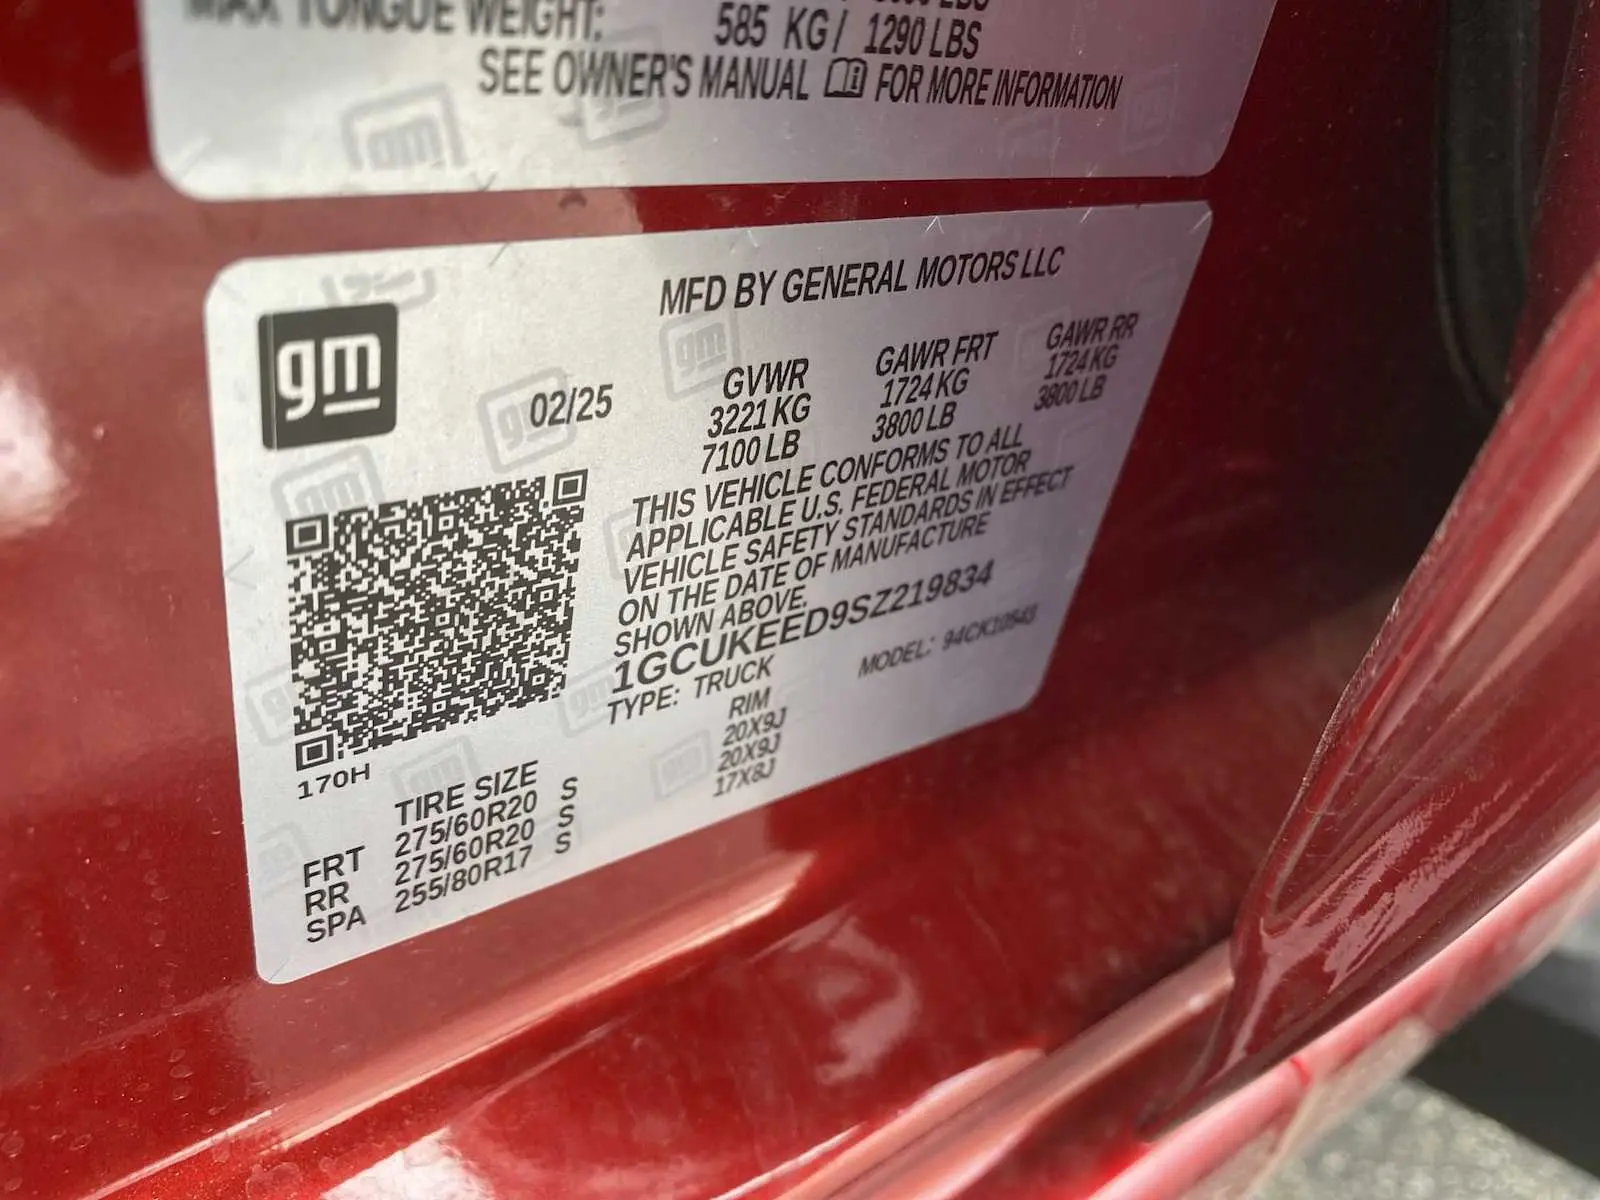 MAX TONGUE WEIGHT: 585 KG / 1290 LBS
SEE OWNER'S MANUAL FOR MORE INFORMATION
gm
MFD BY GENERAL MOTORS LLC
02/25
GVWR GAWR FRT GAWR RR
3221 KG 1724 KG 1724 KG
7100 LB 3800 LB 3800 LB
THIS VEHICLE CONFORMS TO ALL
APPLICABLE U.S. FEDERAL MOTOR
VEHICLE SAFETY STANDARDS IN EFFECT
ON THE DATE OF MANUFACTURE
SHOWN ABOVE.
1GCUKEED9SZ219834
TYPE: TRUCK MODEL: 94CK10543
170H
TIRE SIZE RIM
FRT 275/60R20 S 20X9J
RR 275/60R20 S 20X9J
SPA 255/80R17 S 17X8J